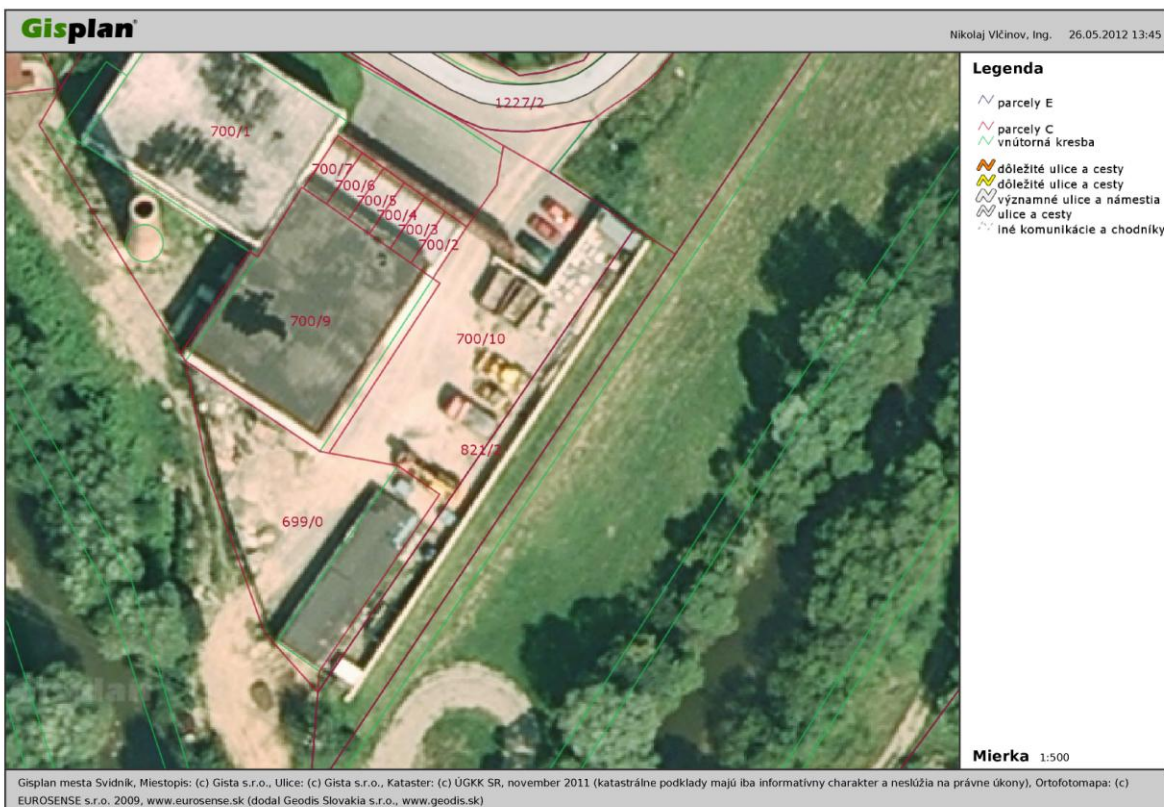 Gisplan®
Nikolaj Vlčinov, Ing. 26.05.2012 13:45
1227/2
700/1
700/7
700/6
700/5
700/4
700/3
700/2
700/9
700/10
821/2
699/0
Legenda
parcely E
parcely C
vnútorná kresba
dôležité ulice a cesty
dôležité ulice a cesty
významné ulice a námestia
ulice a cesty
iné komunikácie a chodníky
gisplan
Mierka 1:500
Gisplan mesta Svidník, Miestopis: (c) Gista s.r.o., Ulice: (c) Gista s.r.o., Kataster: (c) ÚGKK SR, november 2011 (katastrálne podklady majú iba informatívny charakter a neslúžia na právne úkony), Ortofotomapa: (c)
EUROSENSE s.r.o. 2009, www.eurosense.sk (dodal Geodis Slovakia s.r.o., www.geodis.sk)